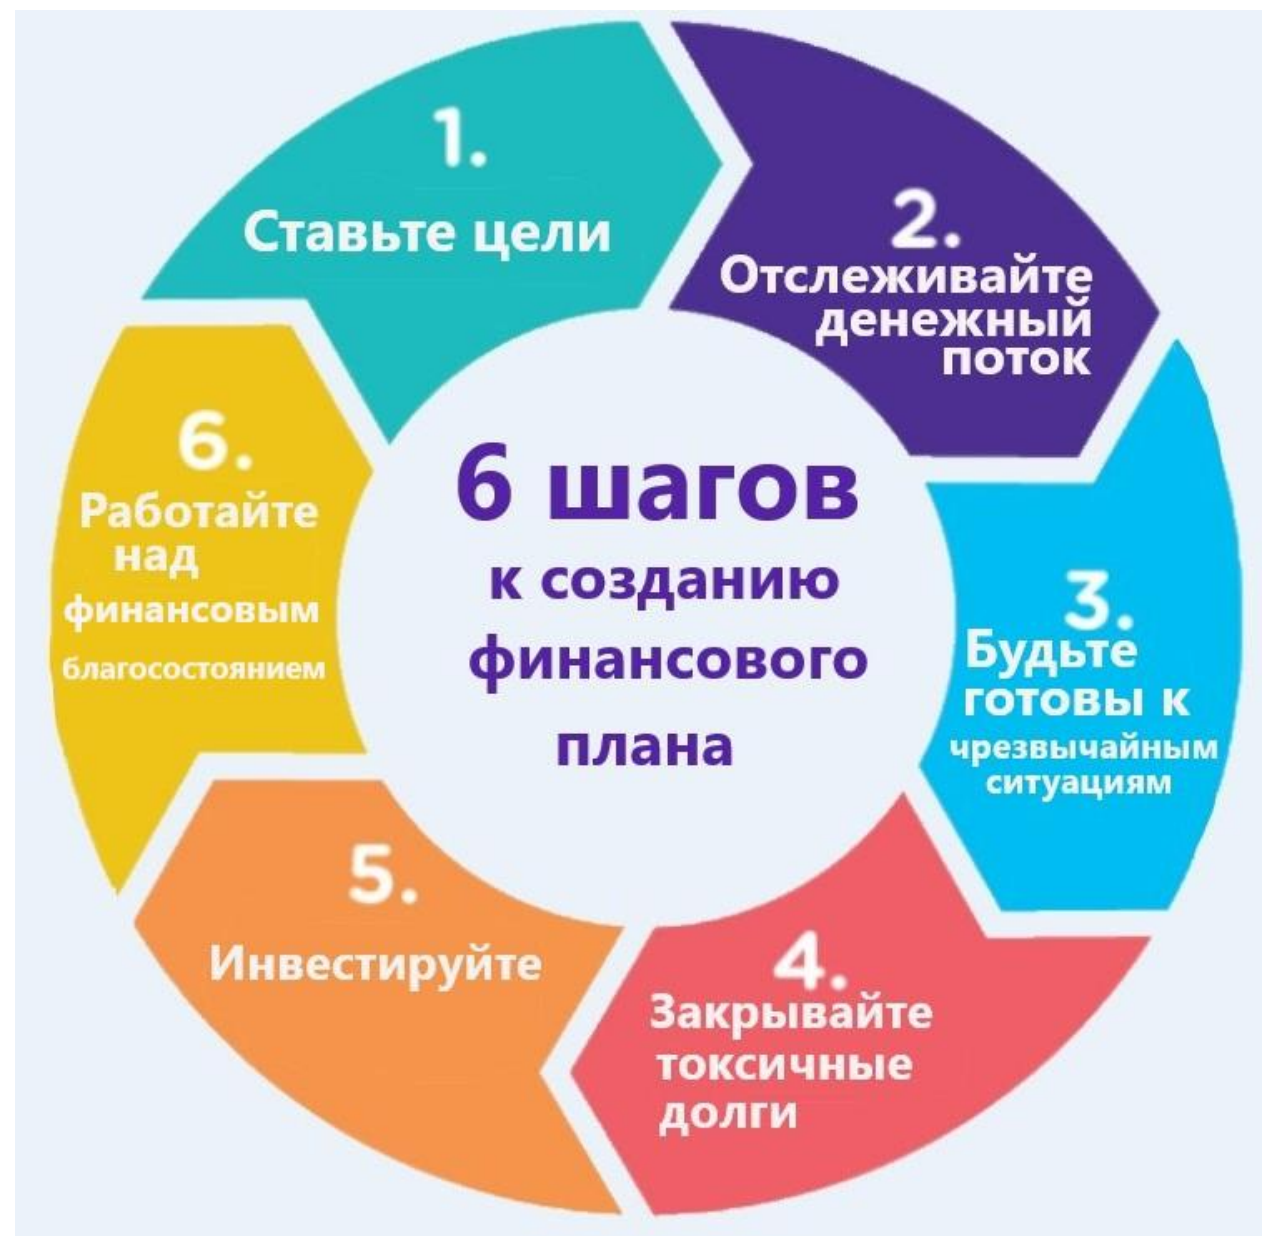 1.
Ставьте цели
2.
Отслеживайте
денежный
поток
3.
Будьте
готовы к
чрезвычайным
ситуациям
4.
Закрывайте
токсичные
долги
5.
Инвестируйте
6.
Работайте
над
финансовым
благосостоянием
6 шагов
к созданию
финансового
плана